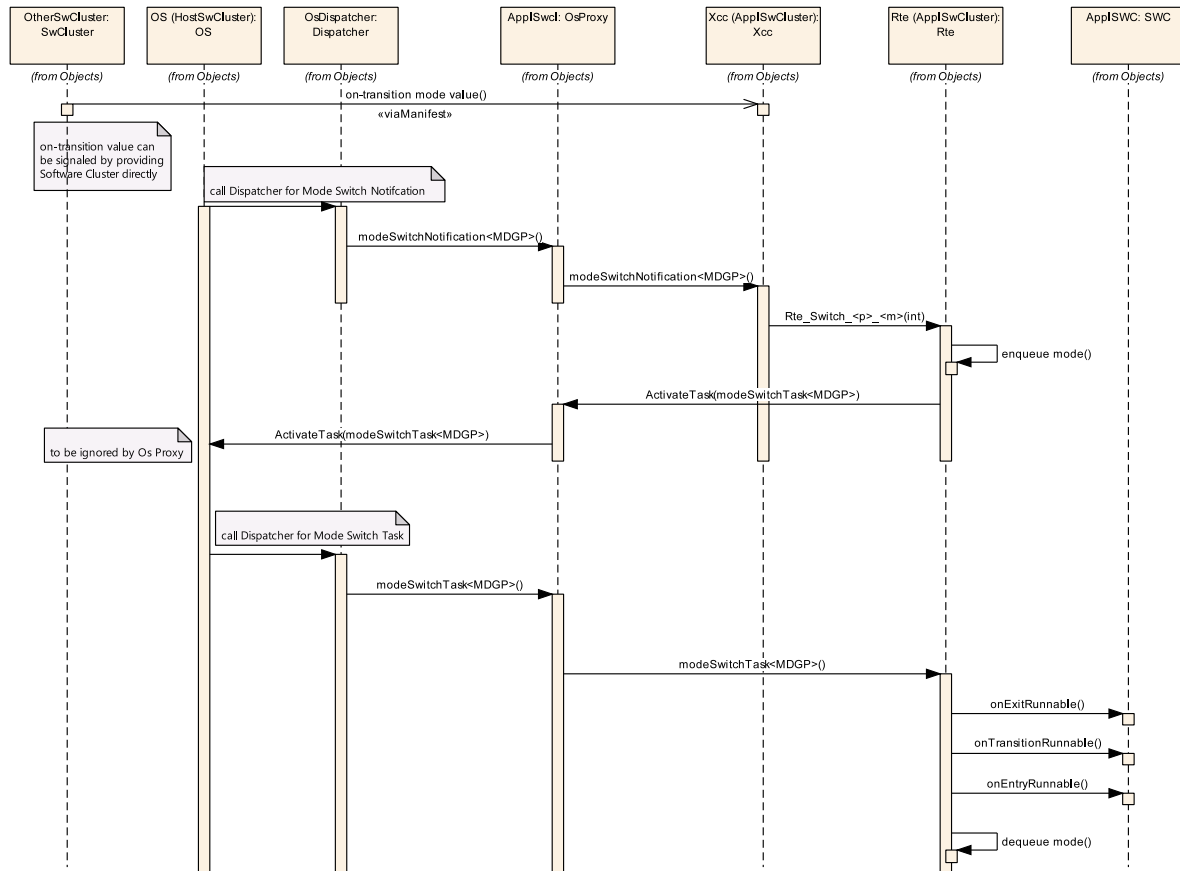 OtherSwCluster:
SwCluster
OS (HostSwCluster):
OS
OsDispatcher:
Dispatcher
ApplSwcl: OsProxy
Xcc (ApplSwCluster):
Xcc
Rte (ApplSwCluster):
Rte
ApplSWC: SWC
(from Objects)
(from Objects)
(from Objects)
(from Objects)
(from Objects)
(from Objects)
(from Objects)
on-transition mode value()
«viaManifest»
on-transition value can
be signaled by providing
Software Cluster directly
call Dispatcher for Mode Switch Notifcation
modeSwitchNotification<MDGP>()
modeSwitchNotification<MDGP>()
Rte_Switch_<p>_<m>(int)
enqueue mode()
ActivateTask(modeSwitchTask<MDGP>)
ActivateTask(modeSwitchTask<MDGP>)
to be ignored by Os Proxy
call Dispatcher for Mode Switch Task
modeSwitchTask<MDGP>()
modeSwitchTask<MDGP>()
onExitRunnable()
onTransitionRunnable()
onEntryRunnable()
dequeue mode()